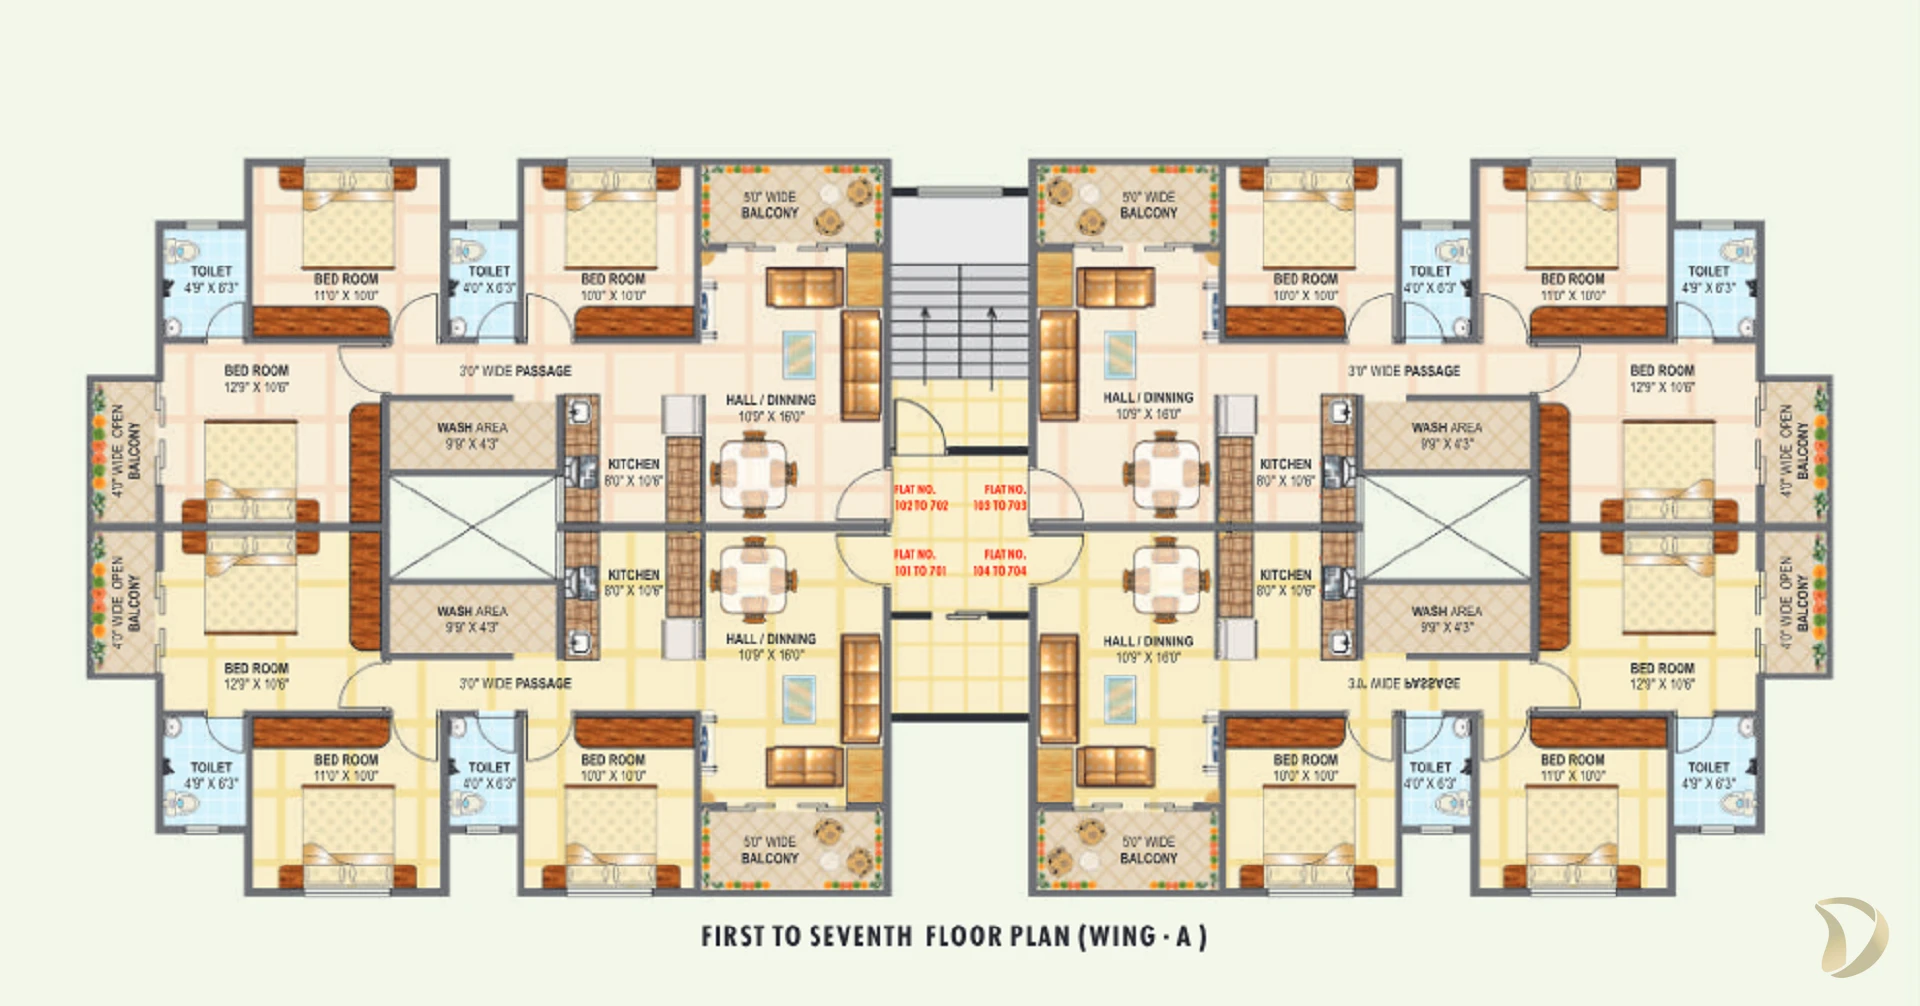 5'0" WIDE
BALCONY
5'0" WIDE
BALCONY
TOILET
4'9" X 6'3"
BED ROOM
11'0" X 10'0"
TOILET
4'0" X 6'3"
BED ROOM
10'0" X 10'0"
BED ROOM
10'0" X 10'0"
TOILET
4'0" X 6'3"
BED ROOM
11'0" X 10'0"
TOILET
4'9" X 6'3"
BED ROOM
12'9" X 10'6"
3'0" WIDE PASSAGE
3'0" WIDE PASSAGE
BED ROOM
12'9" X 10'6"
HALL / DINNING
10'9" X 16'0"
HALL / DINNING
10'9" X 16'0"
4'0" WIDE OPEN
BALCONY
WASH AREA
9'9" X 4'3"
WASH AREA
9'9" X 4'3"
4'0" WIDE OPEN
BALCONY
KITCHEN
8'0" X 10'6"
KITCHEN
8'0" X 10'6"
FLAT NO.
102 TO 702
FLAT NO.
103 TO 703
FLAT NO.
101 TO 701
FLAT NO.
104 TO 704
4'0" WIDE OPEN
BALCONY
KITCHEN
8'0" X 10'6"
KITCHEN
8'0" X 10'6"
4'0" WIDE OPEN
BALCONY
WASH AREA
9'9" X 4'3"
WASH AREA
9'9" X 4'3"
HALL / DINNING
10'9" X 16'0"
HALL / DINNING
10'9" X 16'0"
BED ROOM
12'9" X 10'6"
3'0" WIDE PASSAGE
3'0" WIDE PASSAGE
BED ROOM
12'9" X 10'6"
TOILET
4'9" X 6'3"
BED ROOM
11'0" X 10'0"
TOILET
4'0" X 6'3"
BED ROOM
10'0" X 10'0"
BED ROOM
10'0" X 10'0"
TOILET
4'0" X 6'3"
BED ROOM
11'0" X 10'0"
TOILET
4'9" X 6'3"
5'0" WIDE
BALCONY
5'0" WIDE
BALCONY
FIRST TO SEVENTH FLOOR PLAN (WING - A )